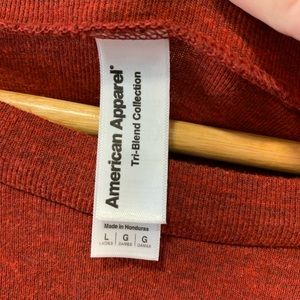 American Apparel®
Tri-Blend Collection
Made in Honduras
L G G
LADIES DAMES DAMAS